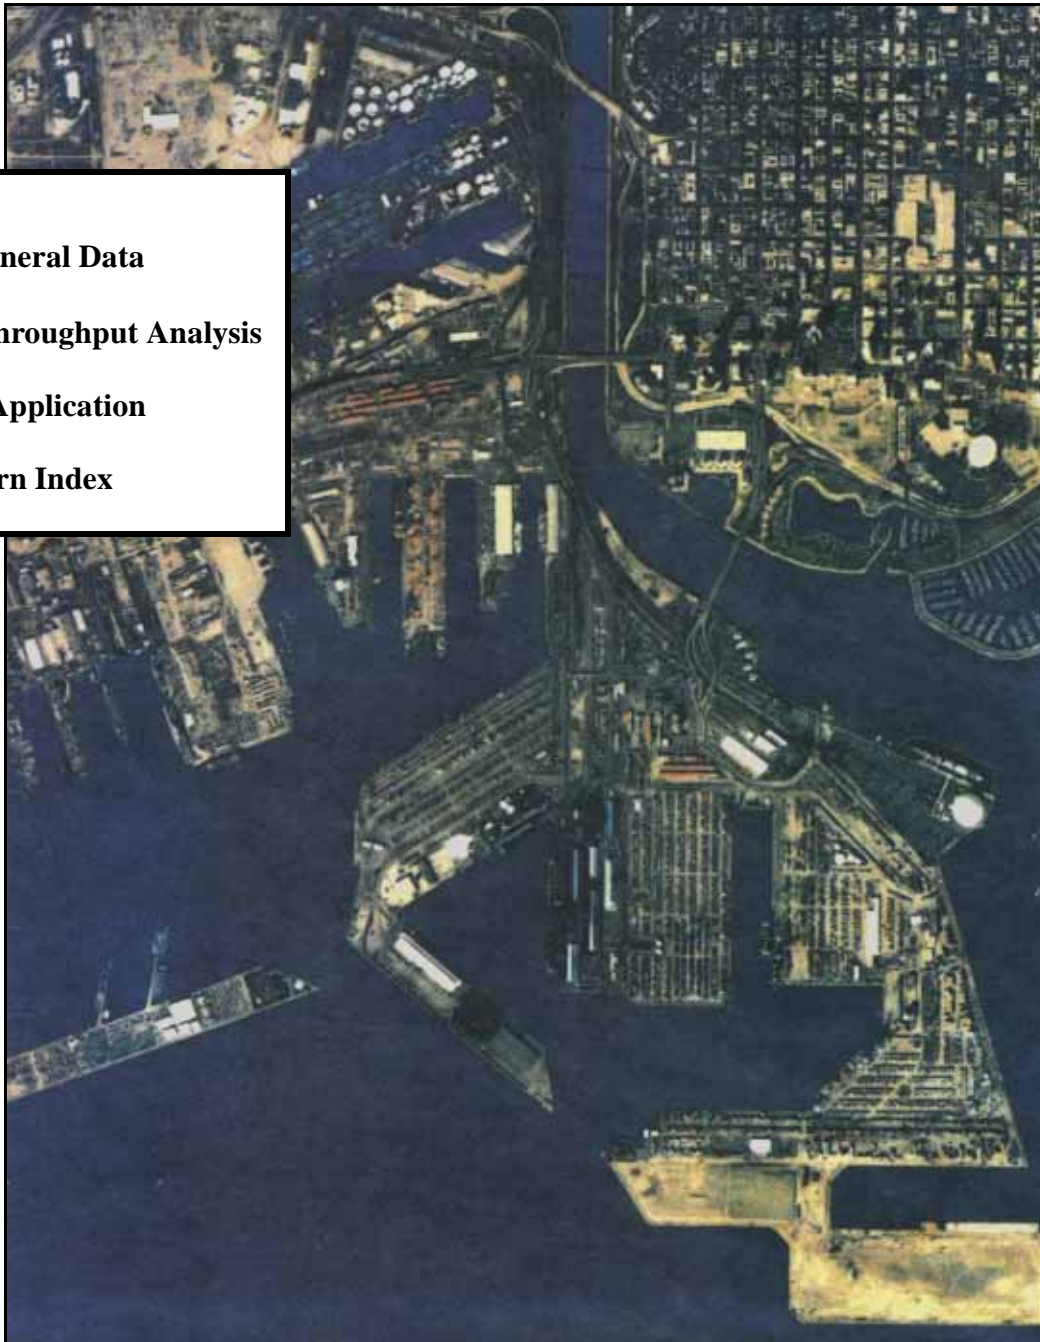 neral Data
hroughput Analysis
Application
rn Index